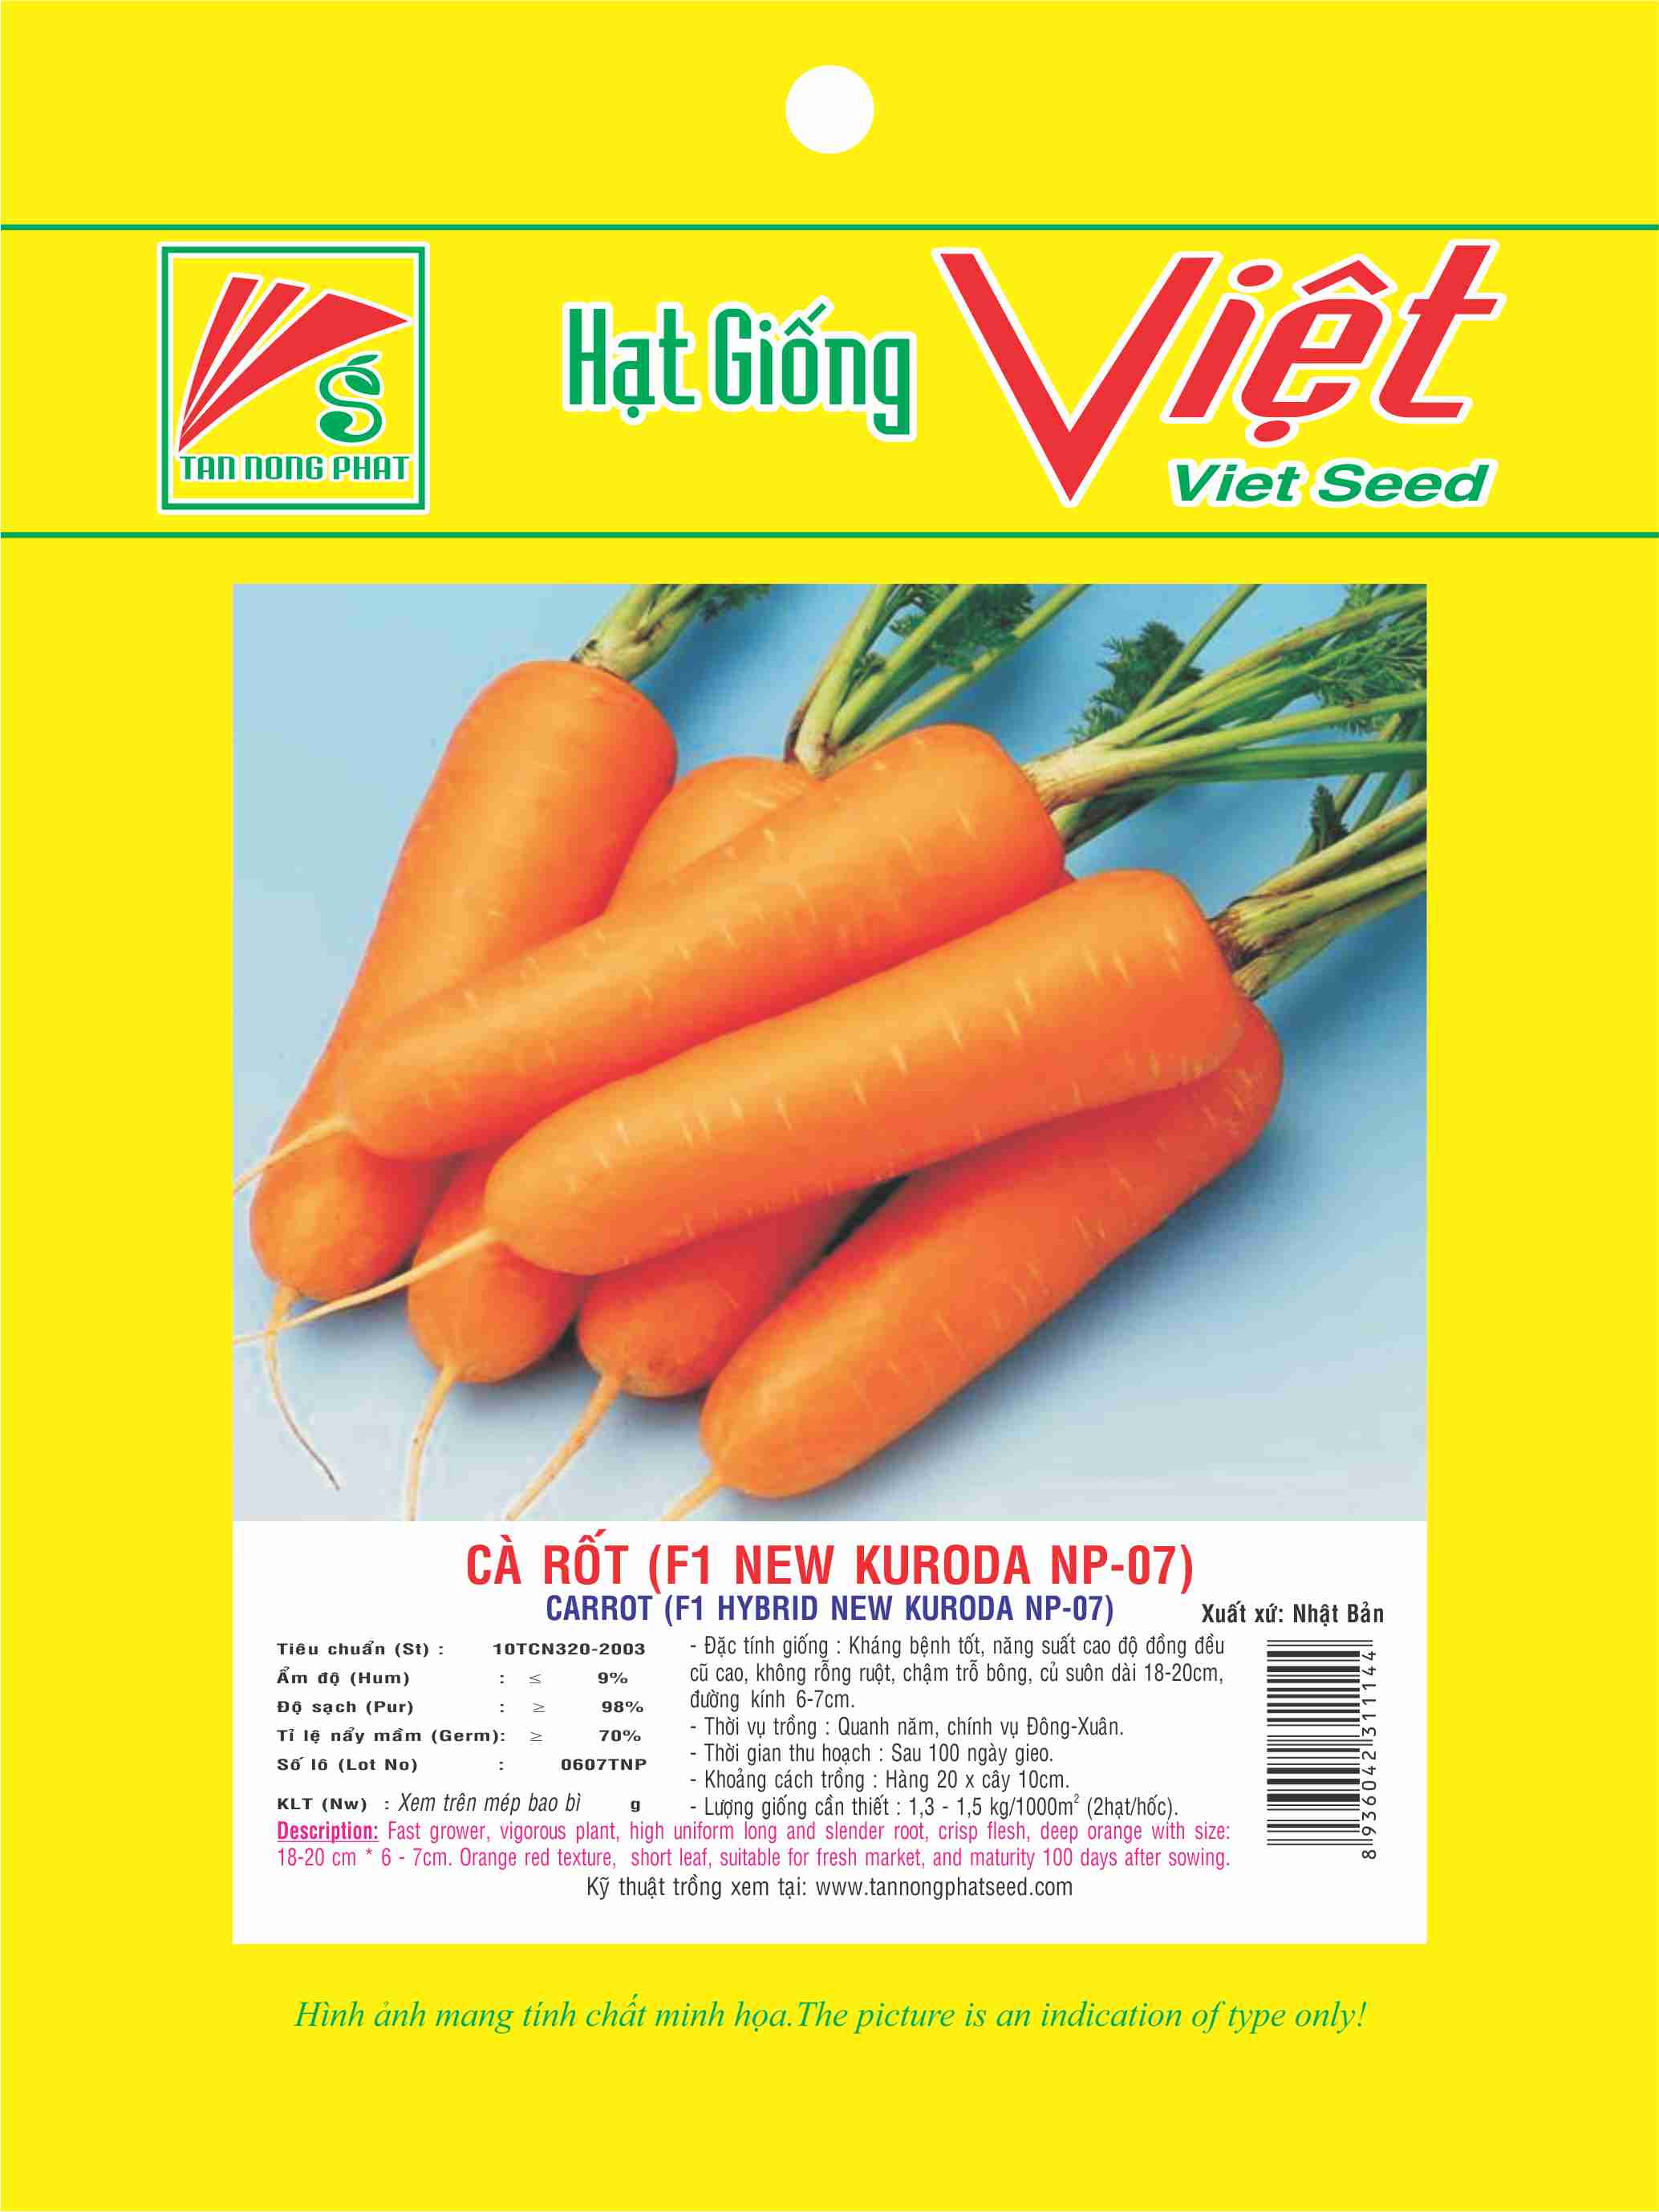 TAN NONG PHAT
Hạt Giống Việt
Viet Seed
CÀ RỐT (F1 NEW KURODA NP-07)
CARROT (F1 HYBRID NEW KURODA NP-07)
Xuất xứ: Nhật Bản
Tiêu chuẩn (St) : 10TCN320-2003
Ẩm độ (Hum) : ≤ 9%
Độ sạch (Pur) : ≥ 98%
Tỉ lệ nẩy mầm (Germ): ≥ 70%
Số lô (Lot No) : 0607TNP
KLT (Nw) : Xem trên mép bao bì g
- Đặc tính giống : Kháng bệnh tốt, năng suất cao độ đồng đều
cũ cao, không rỗng ruột, chậm trỗ bông, củ suôn dài 18-20cm,
đường kính 6-7cm.
- Thời vụ trồng : Quanh năm, chính vụ Đông-Xuân.
- Thời gian thu hoạch : Sau 100 ngày gieo.
- Khoảng cách trồng : Hàng 20 x cây 10cm.
- Lượng giống cần thiết : 1,3 - 1,5 kg/1000m² (2hạt/hốc).
8 936042 311144
Description: Fast grower, vigorous plant, high uniform long and slender root, crisp flesh, deep orange with size:
18-20 cm * 6 - 7cm. Orange red texture, short leaf, suitable for fresh market, and maturity 100 days after sowing.
Kỹ thuật trồng xem tại: www.tannongphatseed.com
Hình ảnh mang tính chất minh họa.The picture is an indication of type only!